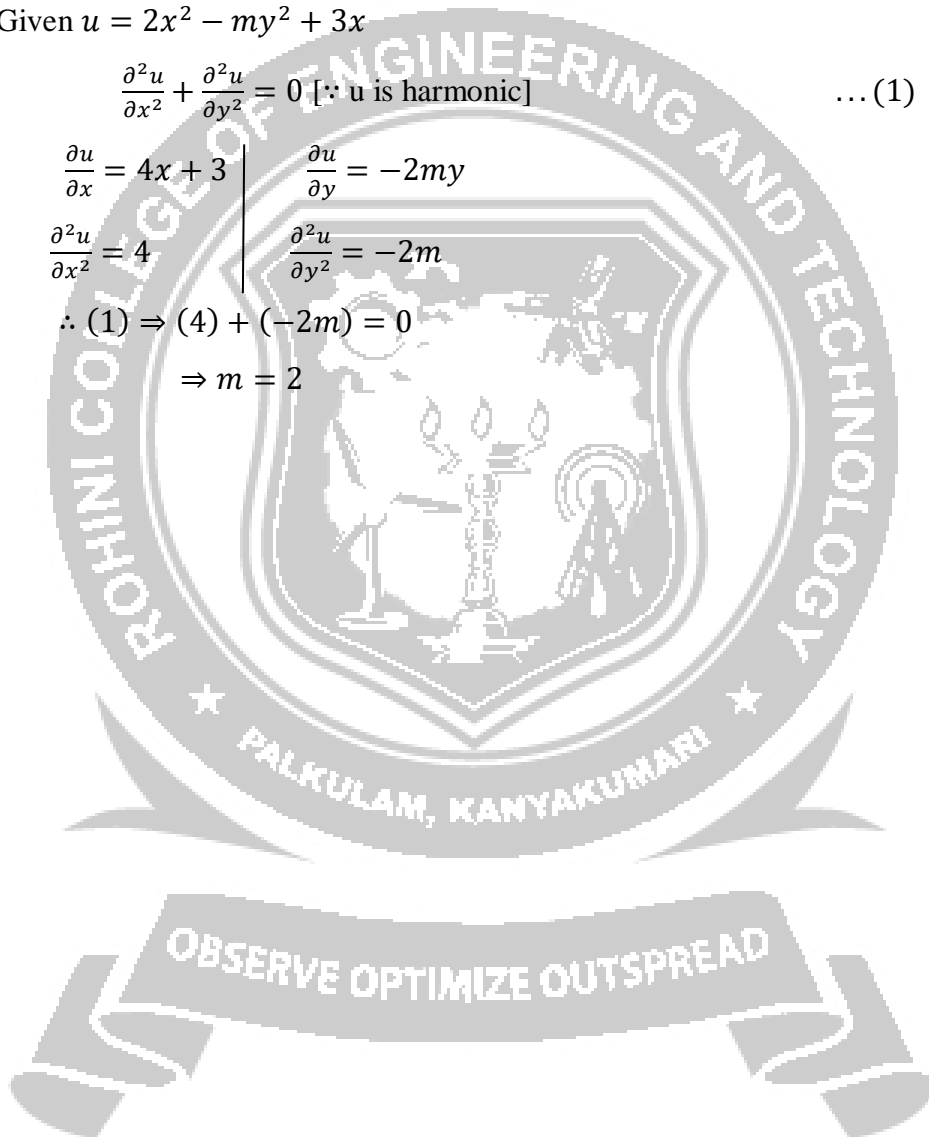 Given u = 2x² − my² + 3x
∂²u/∂x² + ∂²u/∂y² = 0 [∵ u is harmonic] … (1)
∂u/∂x = 4x + 3 | ∂u/∂y = −2my
∂²u/∂x² = 4 | ∂²u/∂y² = −2m
∴ (1) ⇒ (4) + (−2m) = 0
⇒ m = 2
ROHINI COLLEGE OF ENGINEERING AND TECHNOLOGY
PALKULAM, KANYAKUMARI
OBSERVE OPTIMIZE OUTSPREAD